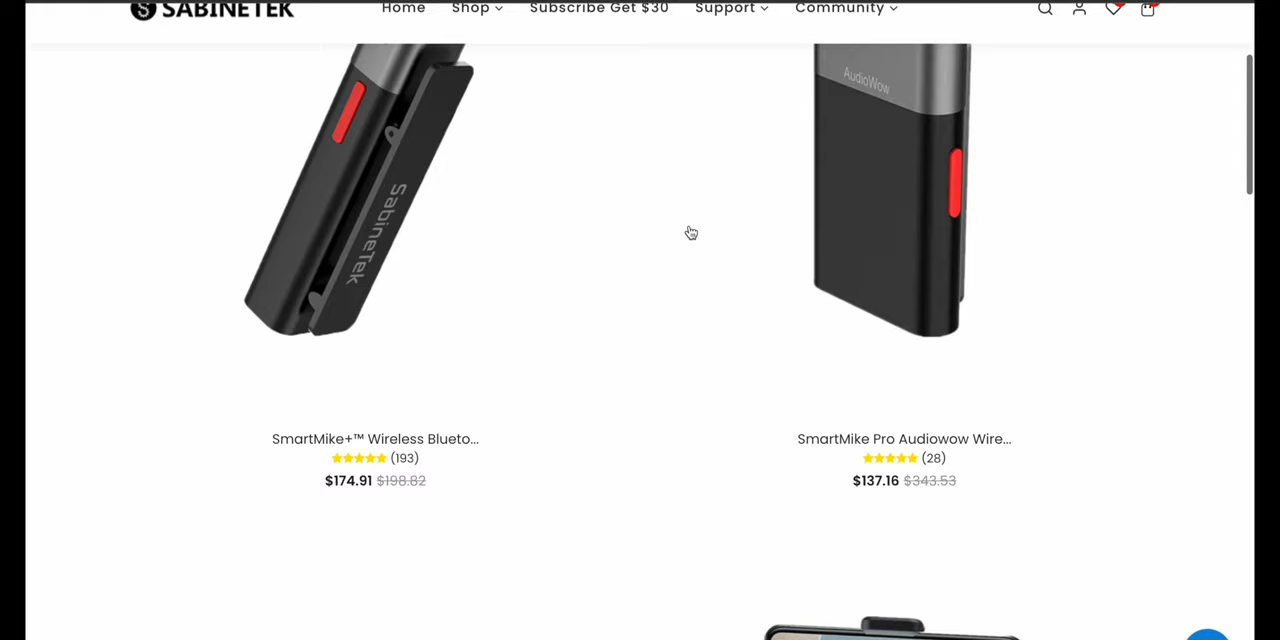 SABINETEK
Home Shop Subscribe Get $30 Support Community
SabineTek
AudioWow
SmartMike+™ Wireless Blueto...
(193)
$174.91 $198.82
SmartMike Pro Audiowow Wire...
(28)
$137.16 $343.53